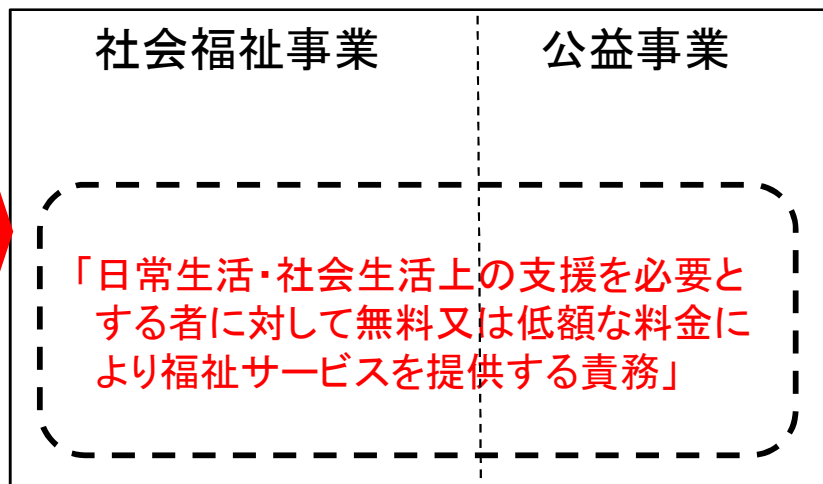 社会福祉事業
公益事業
「日常生活・社会生活上の支援を必要と
する者に対して無料又は低額な料金に
より福祉サービスを提供する責務」